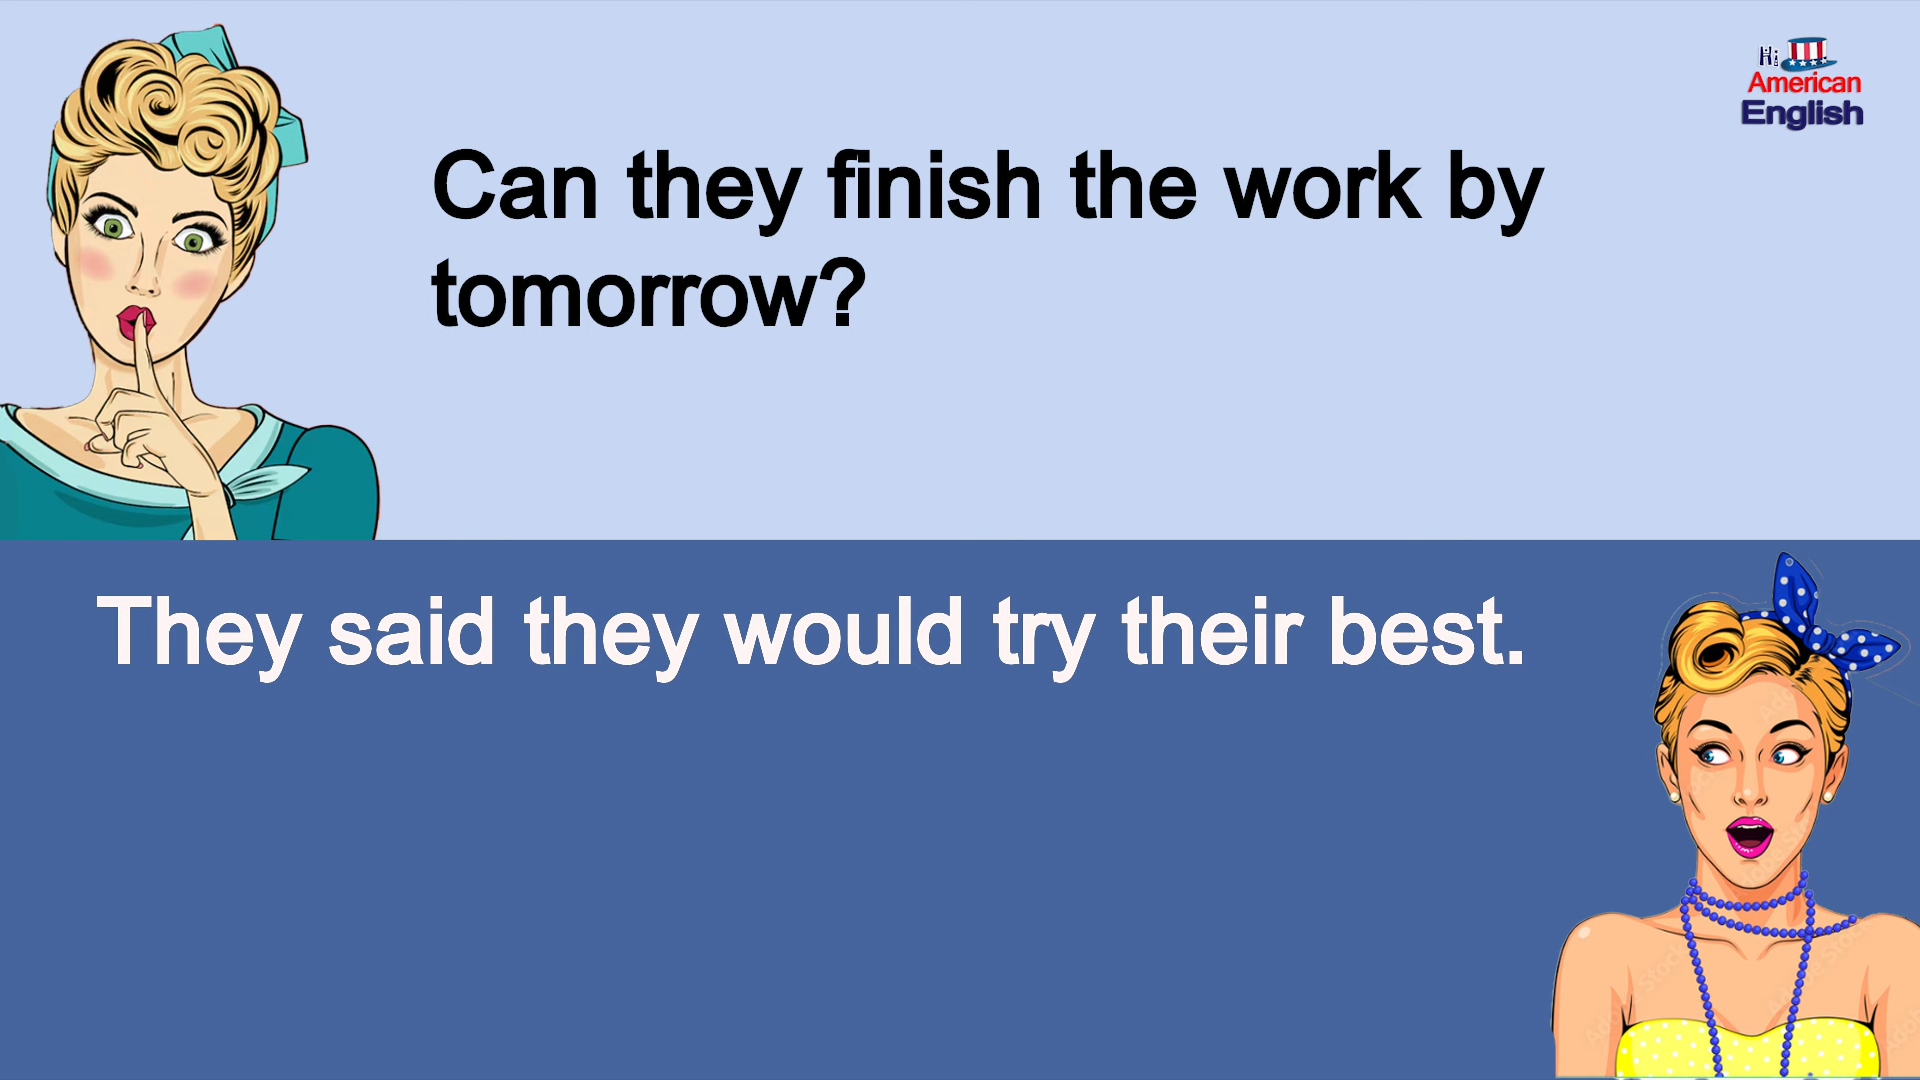 Hi
American
English
Can they finish the work by
tomorrow?
They said they would try their best.